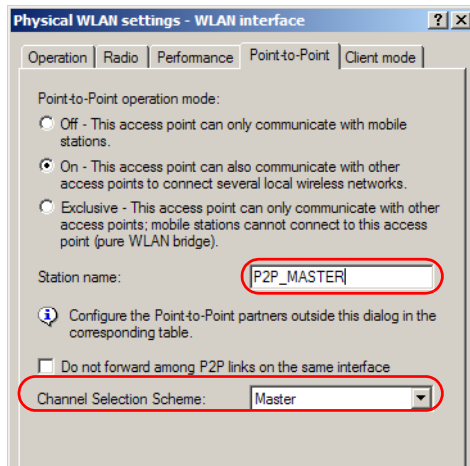 Physical WLAN settings - WLAN interface
Operation Radio Performance Point-to-Point Client mode
Point-to-Point operation mode:
Off - This access point can only communicate with mobile
stations.
On - This access point can also communicate with other
access points to connect several local wireless networks.
Exclusive - This access point can only communicate with other
access points; mobile stations cannot connect to this access
point (pure WLAN bridge).
Station name: P2P_MASTER
Configure the Point-to-Point partners outside this dialog in the
corresponding table.
Do not forward among P2P links on the same interface
Channel Selection Scheme: Master